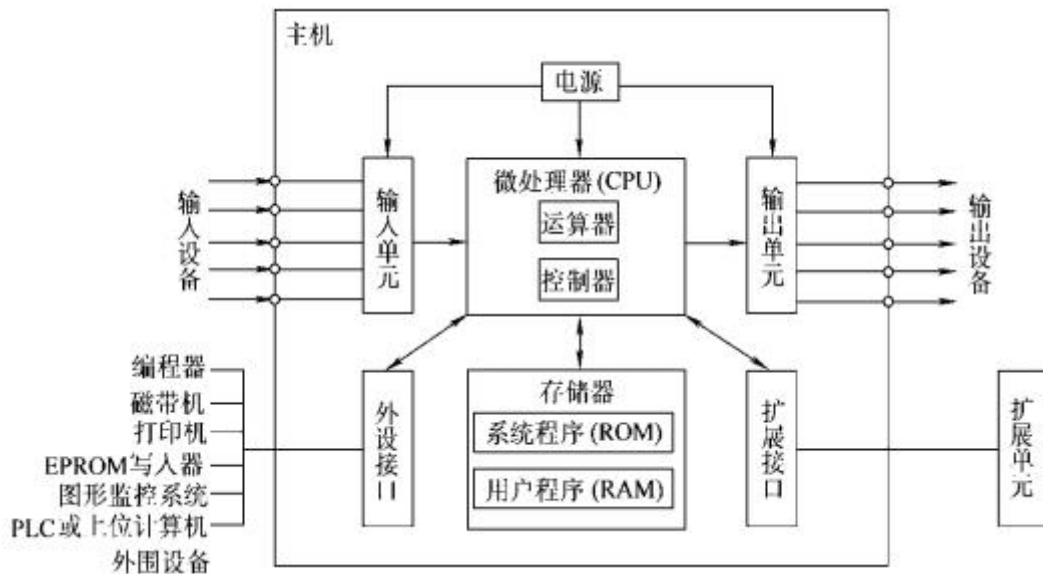 主机
电源
输入设备
输入单元
微处理器(CPU)
运算器
控制器
输出单元
输出设备
编程器
磁带机
打印机
EPROM写入器
图形监控系统
PLC或上位计算机
外围设备
外设接口
存储器
系统程序(ROM)
用户程序(RAM)
扩展接口
扩展单元